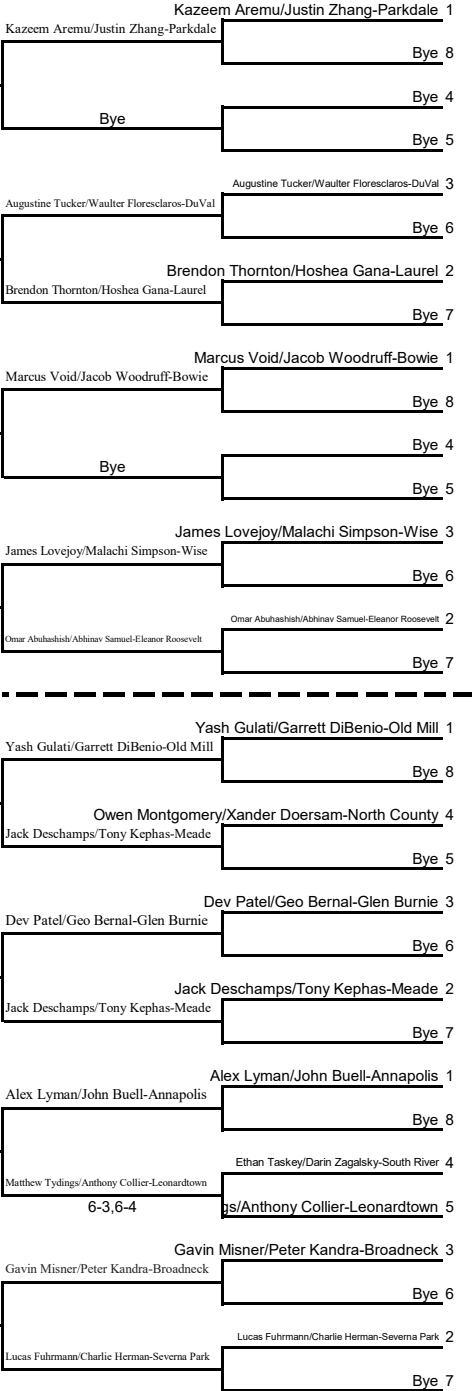 Kazeem Aremu/Justin Zhang-Parkdale 1
Kazeem Aremu/Justin Zhang-Parkdale
Bye 8
Bye 4
Bye
Bye 5
Augustine Tucker/Waulter Floresclaros-DuVal 3
Augustine Tucker/Waulter Floresclaros-DuVal
Bye 6
Brendon Thornton/Hoshea Gana-Laurel 2
Brendon Thornton/Hoshea Gana-Laurel
Bye 7
Marcus Void/Jacob Woodruff-Bowie 1
Marcus Void/Jacob Woodruff-Bowie
Bye 8
Bye 4
Bye
Bye 5
James Lovejoy/Malachi Simpson-Wise 3
James Lovejoy/Malachi Simpson-Wise
Bye 6
Omar Abuhashish/Abhinav Samuel-Eleanor Roosevelt 2
Omar Abuhashish/Abhinav Samuel-Eleanor Roosevelt
Bye 7
Yash Gulati/Garrett DiBenio-Old Mill 1
Yash Gulati/Garrett DiBenio-Old Mill
Bye 8
Owen Montgomery/Xander Doersam-North County 4
Jack Deschamps/Tony Kephas-Meade
Bye 5
Dev Patel/Geo Bernal-Glen Burnie 3
Dev Patel/Geo Bernal-Glen Burnie
Bye 6
Jack Deschamps/Tony Kephas-Meade 2
Jack Deschamps/Tony Kephas-Meade
Bye 7
Alex Lyman/John Buell-Annapolis 1
Alex Lyman/John Buell-Annapolis
Bye 8
Ethan Taskey/Darin Zagalsky-South River 4
Matthew Tydings/Anthony Collier-Leonardtown
6-3,6-4
gs/Anthony Collier-Leonardtown 5
Gavin Misner/Peter Kandra-Broadneck 3
Gavin Misner/Peter Kandra-Broadneck
Bye 6
Lucas Fuhrmann/Charlie Herman-Severna Park 2
Lucas Fuhrmann/Charlie Herman-Severna Park
Bye 7